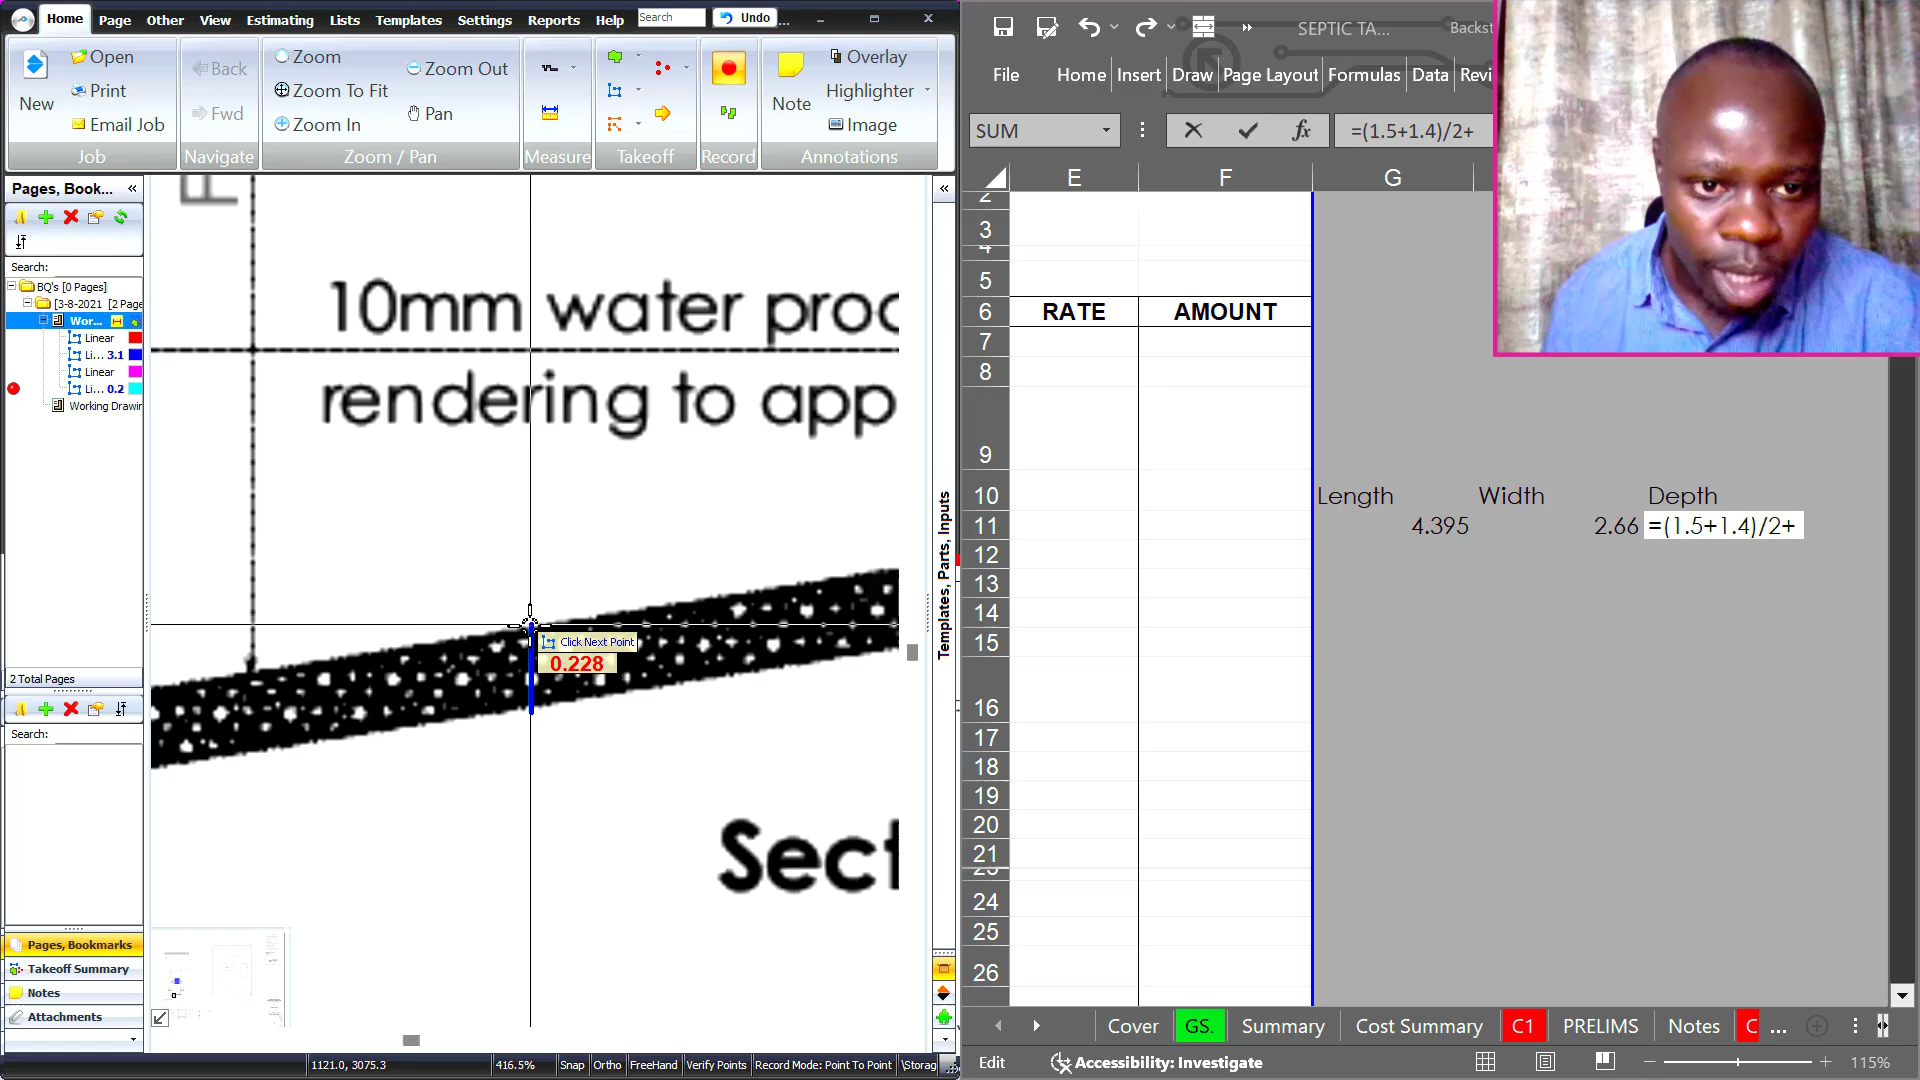 Home Page Other View Estimating Lists Templates Settings Reports Help Search Undo ...
New Open Print Email Job
Back Fwd
Zoom Zoom To Fit Zoom In Zoom Out Pan
Note Overlay Highlighter Image
Job Navigate Zoom / Pan Measure Takeoff Record Annotations
Pages, Book...
Search:
BQ's [0 Pages]
[3-8-2021 [2 Page
Wor...
Linear
Li... 3.1
Linear
Li... 0.2
Working Drawin
2 Total Pages
Search:
Pages, Bookmarks
Takeoff Summary
Notes
Attachments
10mm water proo
rendering to app
Click Next Point
0.228
Sect
Templates, Parts, Inputs
1121.0, 3075.3 416.5% Snap Ortho FreeHand Verify Points Record Mode: Point To Point \Storag
SEPTIC TA... Backst
File Home Insert Draw Page Layout Formulas Data Revi
SUM fx =(1.5+1.4)/2+
E F G
2
3
4
5
6 RATE AMOUNT
7
8
9
10 Length Width Depth
11 4.395 2.66 =(1.5+1.4)/2+
12
13
14
15
16
17
18
19
20
21
23
24
25
26
Cover GS. Summary Cost Summary C1 PRELIMS Notes C ...
Edit Accessibility: Investigate 115%